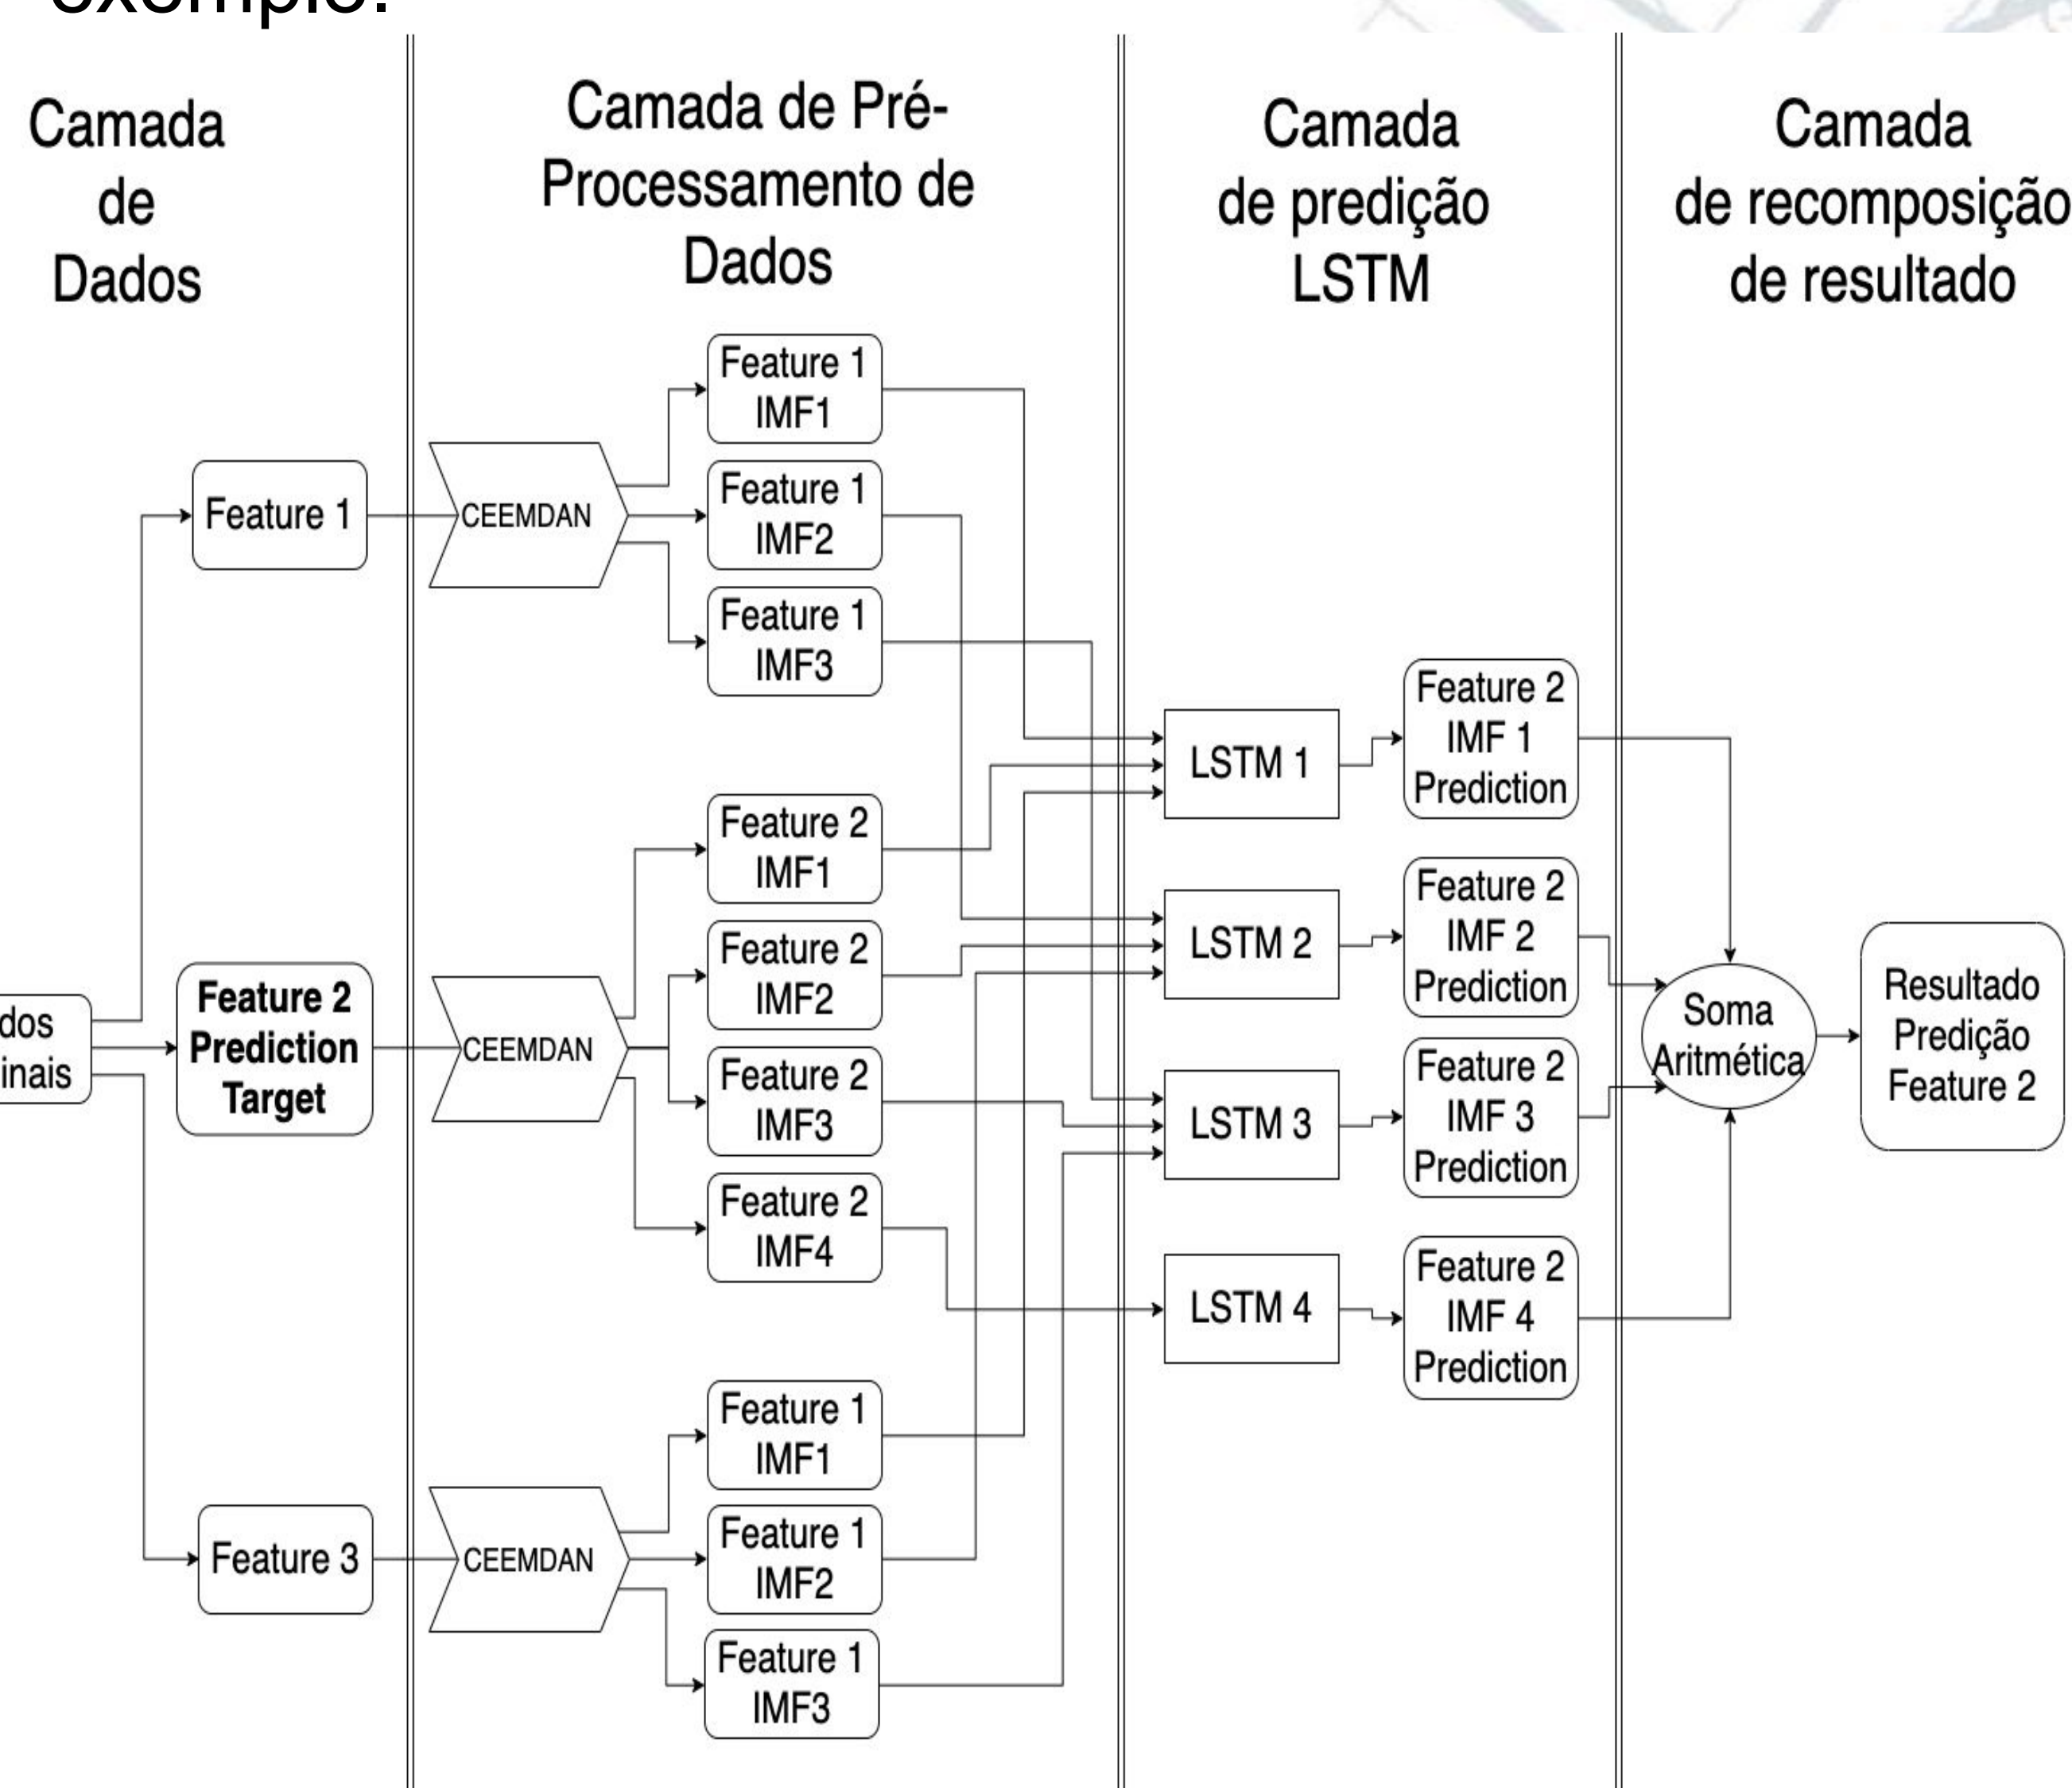 exemplo:
Camada
de
Dados
Camada de Pré-
Processamento de
Dados
Camada
de predição
LSTM
Camada
de recomposição
de resultado
dos
inais
Feature 1
Feature 2
Prediction
Target
Feature 3
CEEMDAN
CEEMDAN
CEEMDAN
Feature 1
IMF1
Feature 1
IMF2
Feature 1
IMF3
Feature 2
IMF1
Feature 2
IMF2
Feature 2
IMF3
Feature 2
IMF4
Feature 1
IMF1
Feature 1
IMF2
Feature 1
IMF3
LSTM 1
LSTM 2
LSTM 3
LSTM 4
Feature 2
IMF 1
Prediction
Feature 2
IMF 2
Prediction
Feature 2
IMF 3
Prediction
Feature 2
IMF 4
Prediction
Soma
Aritmética
Resultado
Predição
Feature 2